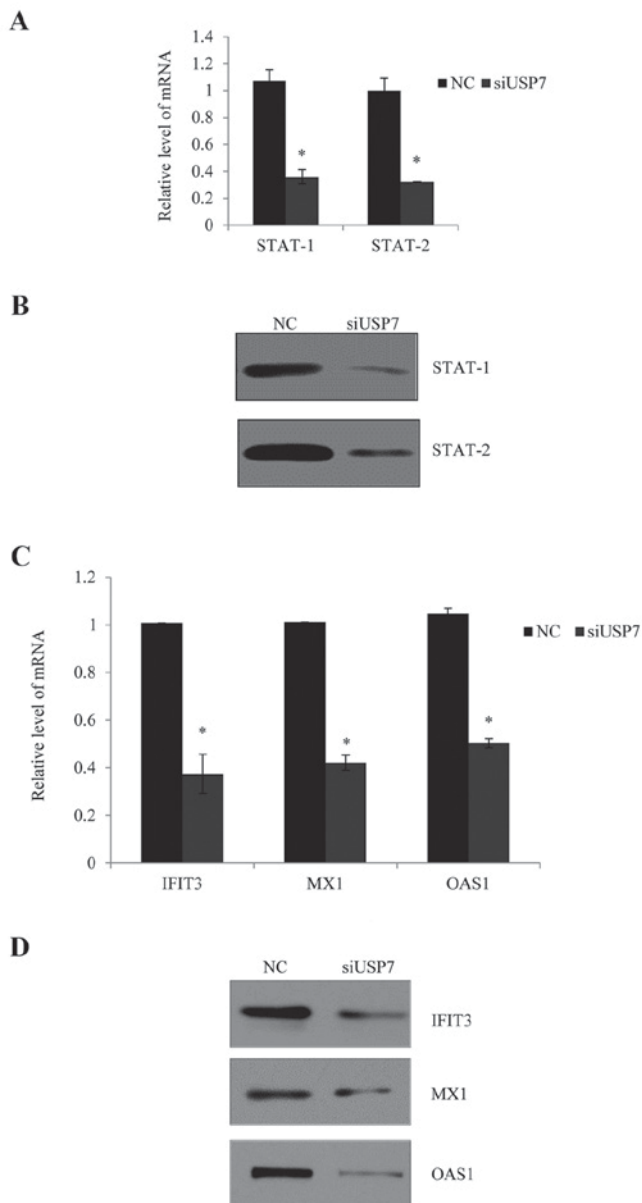 A
Relative level of mRNA
1.4
1.2
1
0.8
0.6
0.4
0.2
0
*
*
STAT-1
STAT-2
NC siUSP7
B
NC siUSP7
STAT-1
STAT-2
C
Relative level of mRNA
1.2
1
0.8
0.6
0.4
0.2
0
*
*
*
IFIT3
MX1
OAS1
NC siUSP7
D
NC siUSP7
IFIT3
MX1
OAS1